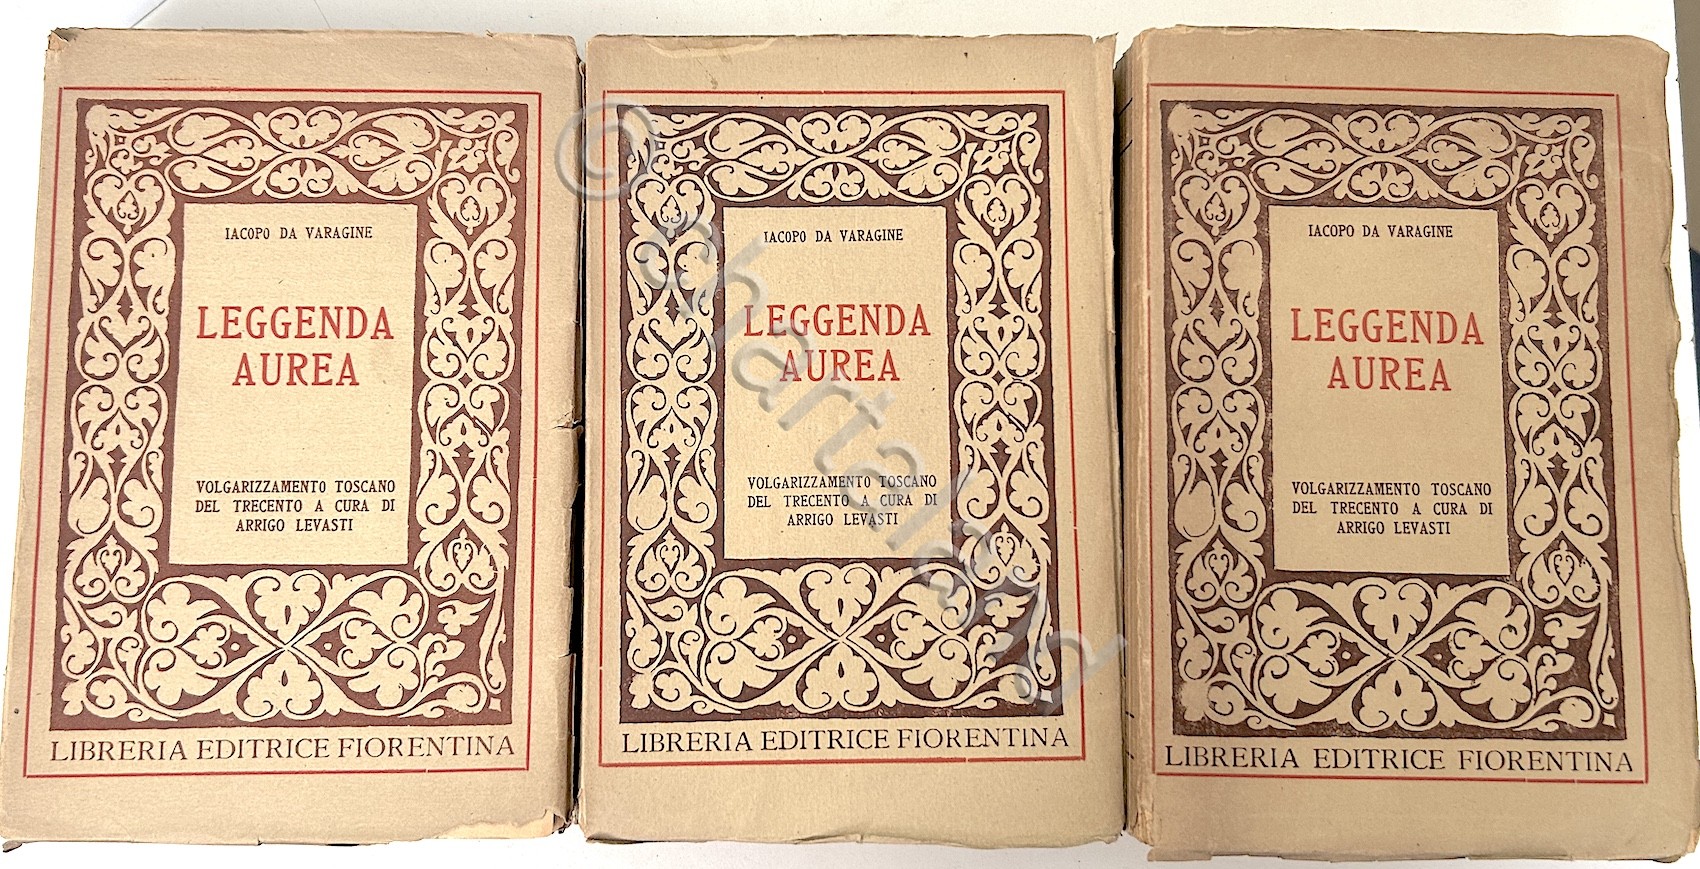 IACOPO DA VARAGINE
LEGGENDA
AUREA
VOLGARIZZAMENTO TOSCANO
DEL TRECENTO A CURA DI
ARRIGO LEVASTI
LIBRERIA EDITRICE FIORENTINA
IACOPO DA VARAGINE
LEGGENDA
AUREA
VOLGARIZZAMENTO TOSCANO
DEL TRECENTO A CURA DI
ARRIGO LEVASTI
LIBRERIA EDITRICE FIORENTINA
IACOPO DA VARAGINE
LEGGENDA
AUREA
VOLGARIZZAMENTO TOSCANO
DEL TRECENTO A CURA DI
ARRIGO LEVASTI
LIBRERIA EDITRICE FIORENTINA
© chartaland